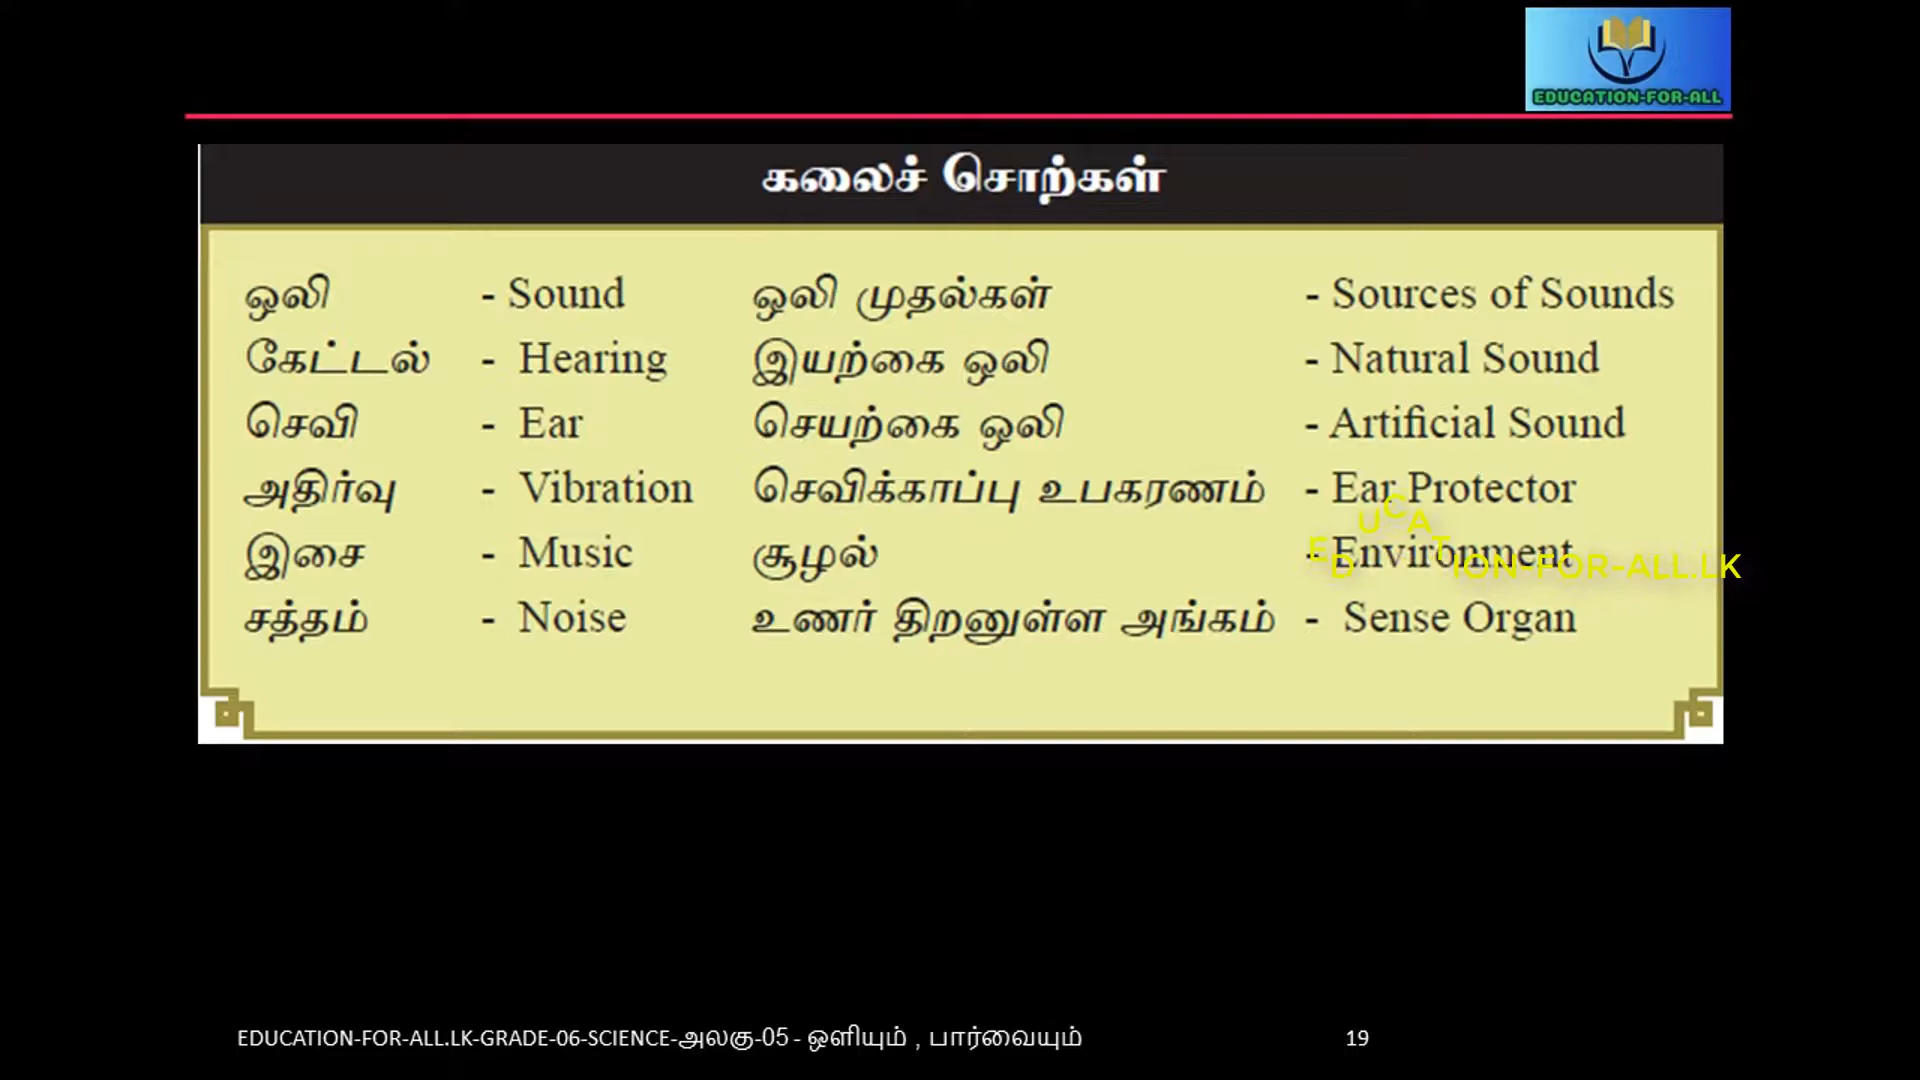 EDUCATION-FOR-ALL
கலைச் சொற்கள்
ஒலி - Sound ஒலி முதல்கள் - Sources of Sounds
கேட்டல் - Hearing இயற்கை ஒலி - Natural Sound
செவி - Ear செயற்கை ஒலி - Artificial Sound
அதிர்வு - Vibration செவிக்காப்பு உபகரணம் - Ear Protector
இசை - Music சூழல் - Environment
சத்தம் - Noise உணர் திறனுள்ள அங்கம் - Sense Organ
EDUCATION-FOR-ALL.LK
EDUCATION-FOR-ALL.LK-GRADE-06-SCIENCE-அலகு-05 - ஒளியும் , பார்வையும் 19